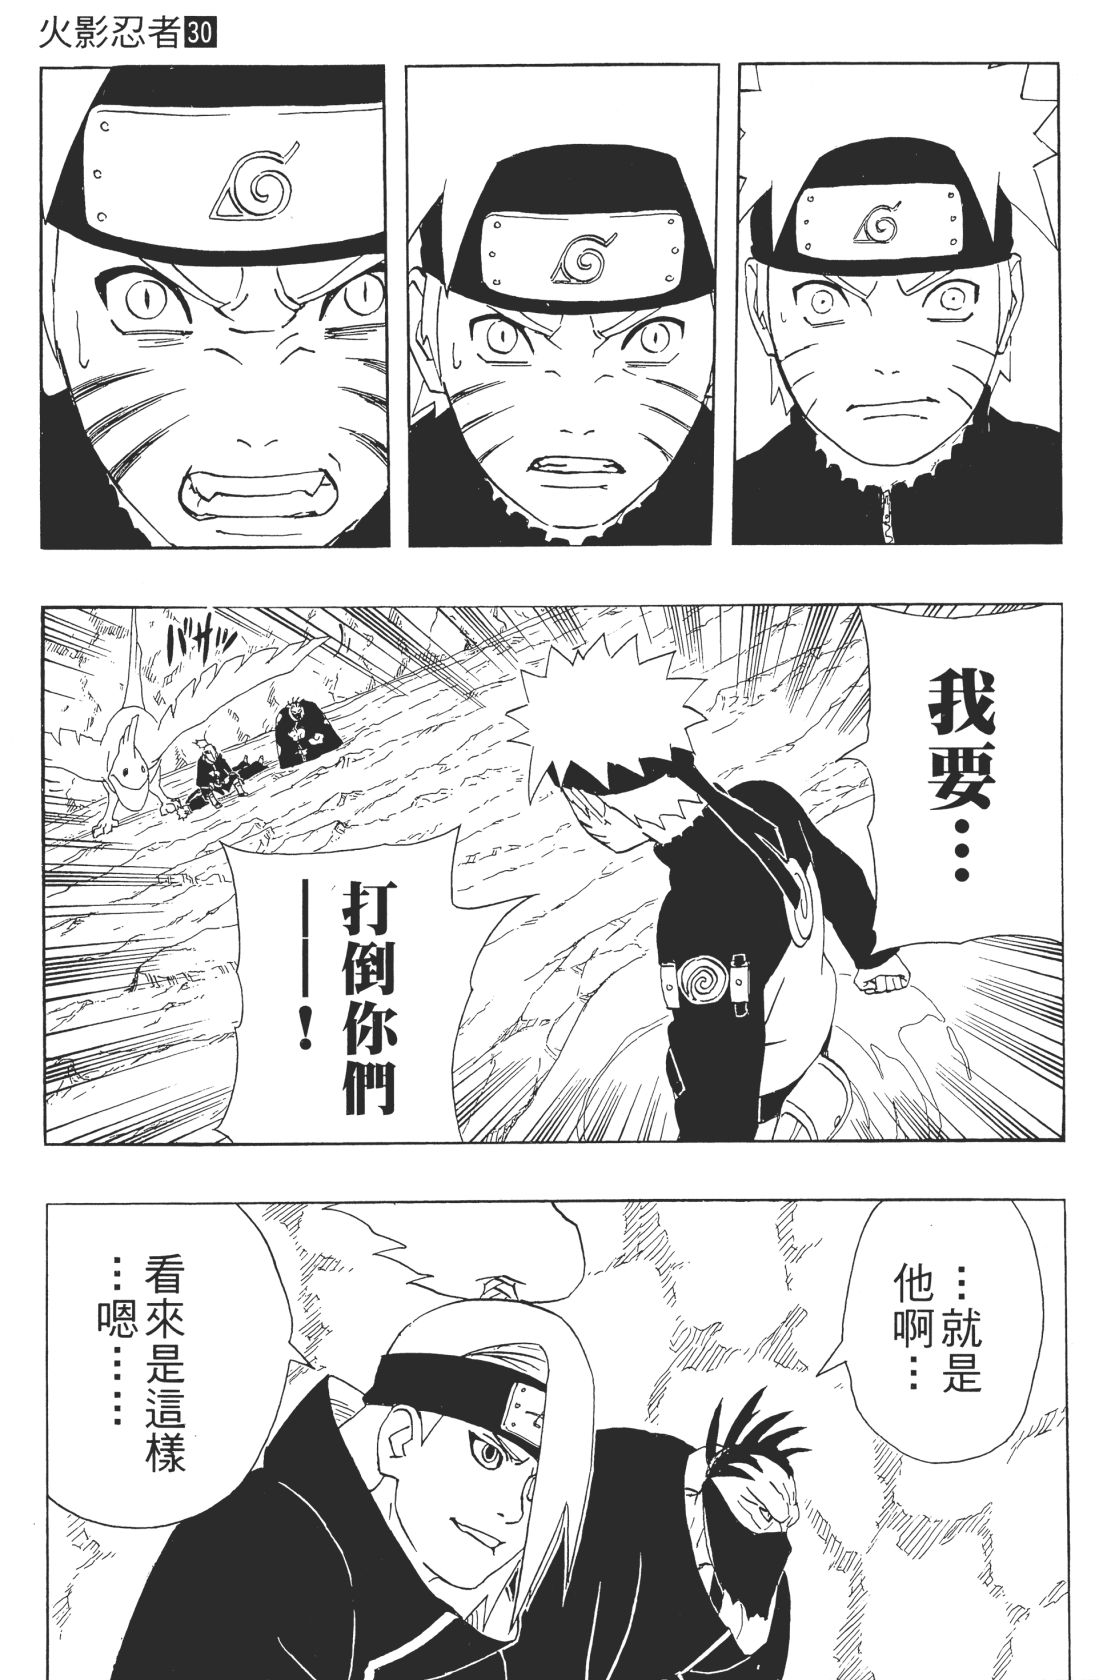 火影忍者30
バサッ
我要…
打倒你們
——！
…就是
他啊…
看來是這樣
…嗯……